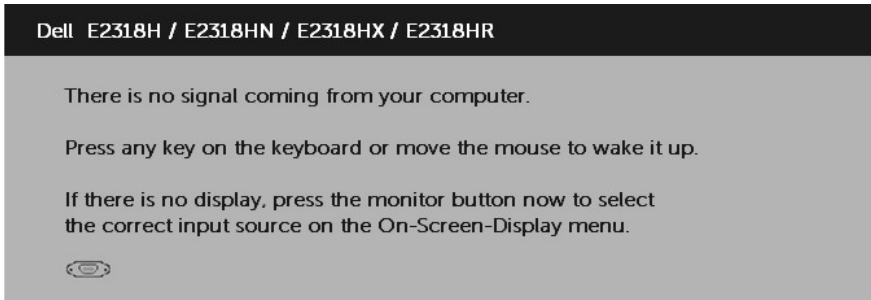 Dell E2318H / E2318HN / E2318HX / E2318HR
There is no signal coming from your computer.
Press any key on the keyboard or move the mouse to wake it up.
If there is no display, press the monitor button now to select
the correct input source on the On-Screen-Display menu.